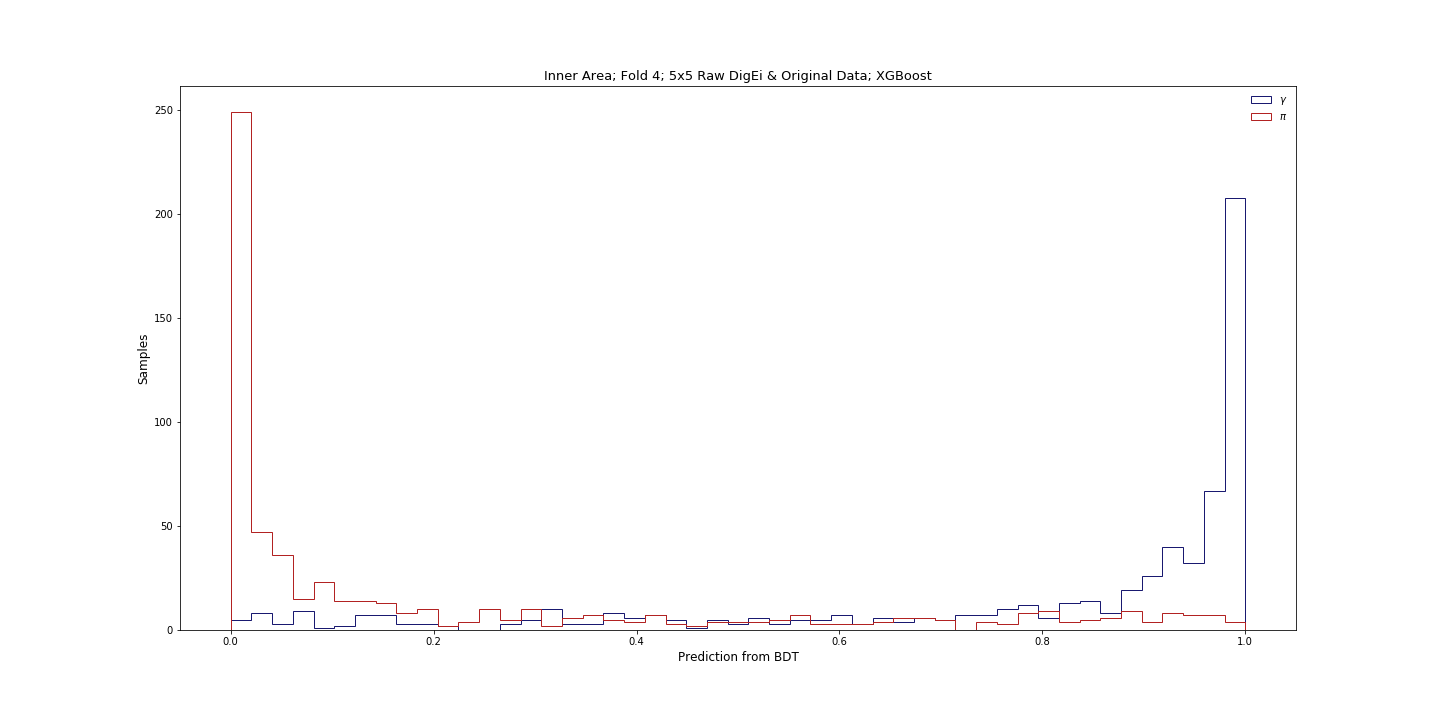 Inner Area; Fold 4; 5x5 Raw DigEi & Original Data; XGBoost
γ
π
250
200
150
100
50
0
Samples
0.0 0.2 0.4 0.6 0.8 1.0
Prediction from BDT